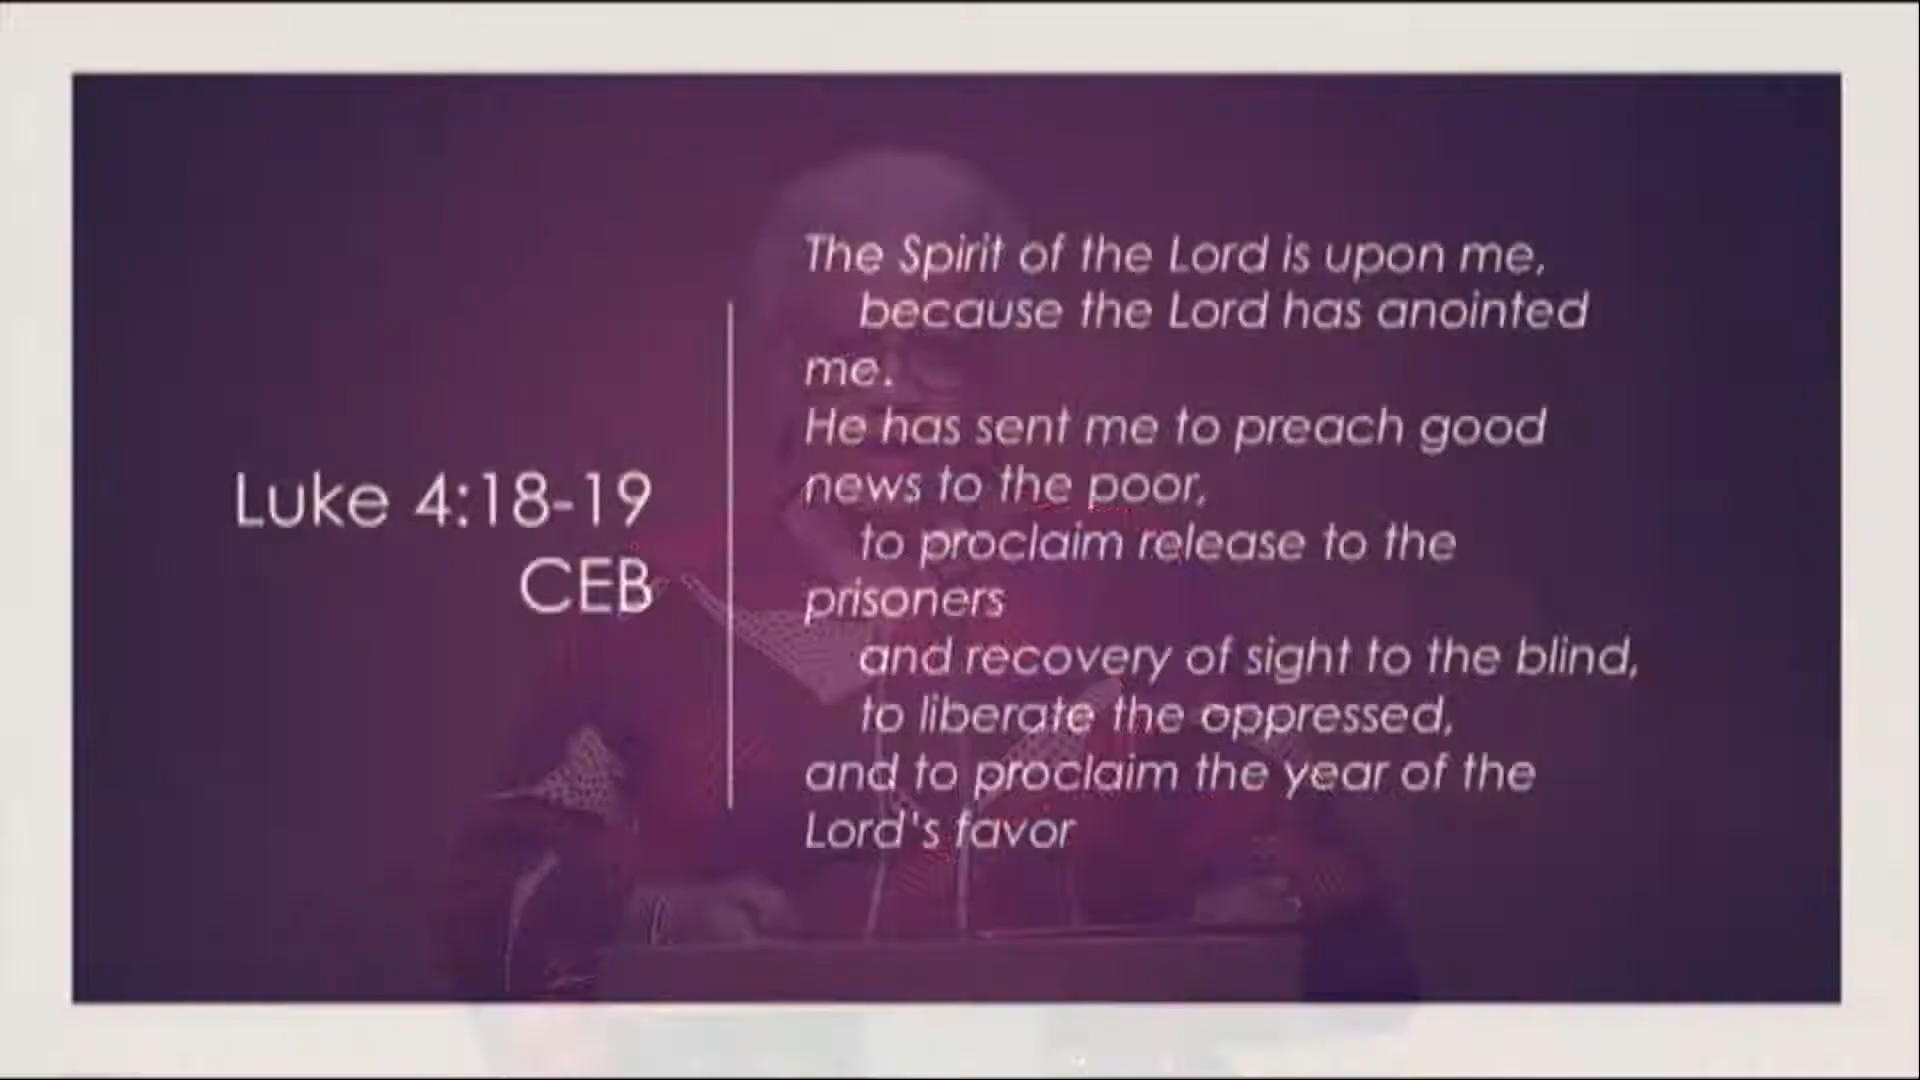 Luke 4:18-19
CEB
The Spirit of the Lord is upon me,
because the Lord has anointed
me.
He has sent me to preach good
news to the poor,
to proclaim release to the
prisoners
and recovery of sight to the blind,
to liberate the oppressed,
and to proclaim the year of the
Lord's favor